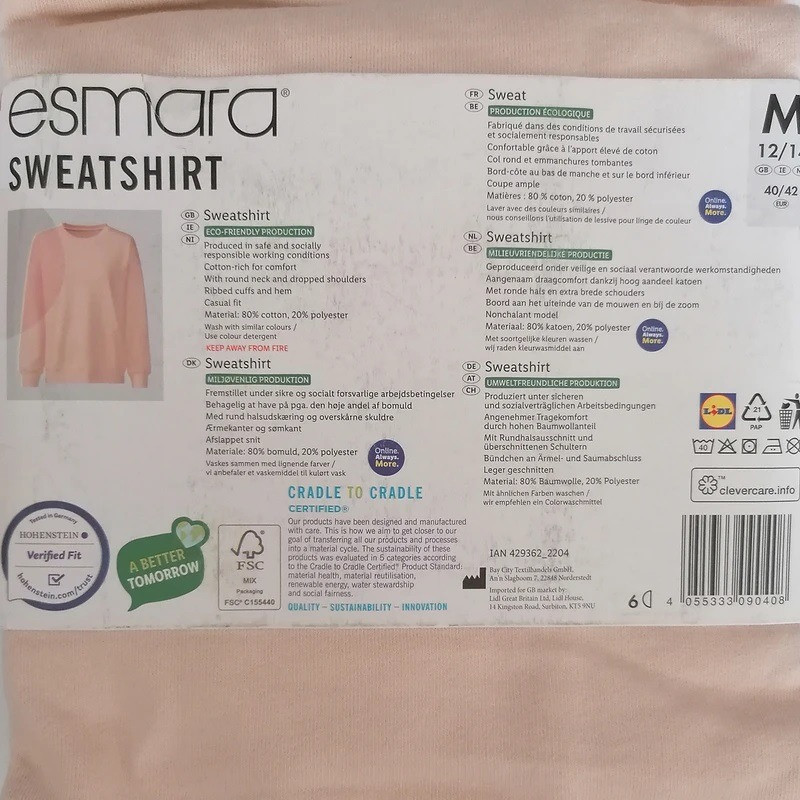 esmara®
SWEATSHIRT
GB IE NI Sweatshirt
ECO-FRIENDLY PRODUCTION
Produced in safe and socially
responsible working conditions
Cotton-rich for comfort
With round neck and dropped shoulders
Ribbed cuffs and hem
Casual fit
Material: 80% cotton, 20% polyester
Wash with similar colours /
Use colour detergent
KEEP AWAY FROM FIRE
DK Sweatshirt
MILJØVENLIG PRODUKTION
Fremstillet under sikre og socialt forsvarlige arbejdsbetingelser
Behagelig at have på pga. den høje andel af bomuld
Med rund halsudskæring og overskårne skuldre
Ærmekanter og sømkant
Afslappet snit
Materiale: 80% bomuld, 20% polyester
Vaskes sammen med lignende farver /
vi anbefaler et vaskemiddel til kulørt vask
Online.
Always.
More.
FR BE Sweat
PRODUCTION ÉCOLOGIQUE
Fabriqué dans des conditions de travail sécurisées
et socialement responsables
Confortable grâce à l'apport élevé de coton
Col rond et emmanchures tombantes
Bord-côte au bas de manche et sur le bord inférieur
Coupe ample
Matières : 80 % coton, 20 % polyester
Laver avec des couleurs similaires /
nous conseillons l'utilisation de lessive pour linge de couleur
Online.
Always.
More.
NL BE Sweatshirt
MILIEUVRIENDELIJKE PRODUCTIE
Geproduceerd onder veilige en sociaal verantwoorde werkomstandigheden
Aangenaam draagcomfort dankzij hoog aandeel katoen
Met ronde hals en extra brede schouders
Boord aan het uiteinde van de mouwen en bij de zoom
Nonchalant model
Materiaal: 80% katoen, 20% polyester
Met soortgelijke kleuren wassen /
wij raden kleurwasmiddel aan
Online.
Always.
More.
DE AT CH Sweatshirt
UMWELTFREUNDLICHE PRODUKTION
Produziert unter sicheren
und sozialverträglichen Arbeitsbedingungen
Angenehmer Tragekomfort
durch hohen Baumwollanteil
Mit Rundhalsausschnitt und
überschnittenen Schultern
Bündchen an Ärmel- und Saumabschluss
Leger geschnitten
Material: 80% Baumwolle, 20% Polyester
Mit ähnlichen Farben waschen /
wir empfehlen ein Colorwaschmittel
M
12/14
GB IE
40/42
EUR
LIDL
21
PAP
40
clevercare.info
Tested in Germany
HOHENSTEIN
Verified Fit
hohenstein.com/trust
A BETTER
TOMORROW
FSC
MIX
Packaging
FSC® C155440
CRADLE TO CRADLE
CERTIFIED®
Our products have been designed and manufactured
with care. This is how we aim to get closer to our
goal of transferring all our products and processes
into a material cycle. The sustainability of these
products was evaluated in 5 categories according
to the Cradle to Cradle Certified® Product Standard:
material health, material reutilisation,
renewable energy, water stewardship
and social fairness.
QUALITY – SUSTAINABILITY – INNOVATION
IAN 429362_2204
Bay City Textilhandels GmbH,
An'n Slagboom 7, 22848 Norderstedt
Imported for GB market by:
Lidl Great Britain Ltd, Lidl House,
14 Kingston Road, Surbiton, KT5 9NU
6
4 055333 090408